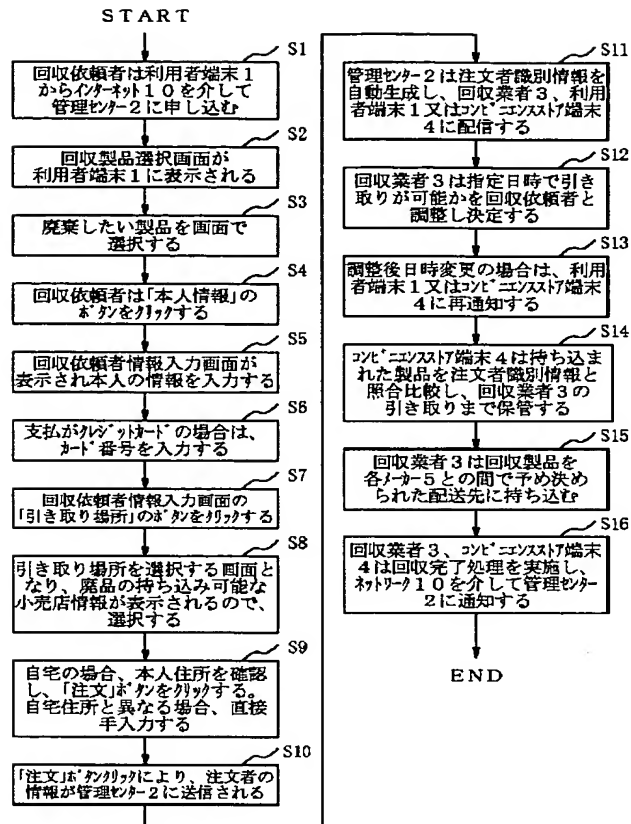 START
S1
回収依頼者は利用者端末1
からインターネット10を介して
管理センター2に申し込む
S2
回収製品選択画面が
利用者端末1に表示される
S3
廃棄したい製品を画面で
選択する
S4
回収依頼者は「本人情報」の
ボタンをクリックする
S5
回収依頼者情報入力画面が
表示され本人の情報を入力する
S6
支払がクレジットカードの場合は、
カード番号を入力する
S7
回収依頼者情報入力画面の
「引き取り場所」のボタンをクリックする
S8
引き取り場所を選択する画面と
なり、廃品の持ち込み可能な
小売店情報が表示されるので、
選択する
S9
自宅の場合、本人住所を確認
し、「注文」ボタンをクリックする。
自宅住所と異なる場合、直接
手入力する
S10
「注文」ボタンクリックにより、注文者の
情報が管理センター2に送信される
S11
管理センター2は注文者識別情報を
自動生成し、回収業者3、利用
者端末1又はコンビニエンスストア端末
4に配信する
S12
回収業者3は指定日時で引き
取りが可能かを回収依頼者と
調整し決定する
S13
調整後日時変更の場合は、利用
者端末1又はコンビニエンスストア端末
4に再通知する
S14
コンビニエンスストア端末4は持ち込ま
れた製品を注文者識別情報と
照合比較し、回収業者3の
引き取りまで保管する
S15
回収業者3は回収製品を
各メーカー5との間で予め決め
られた配送先に持ち込む
S16
回収業者3、コンビニエンスストア端末
4は回収完了処理を実施し、
ネットワーク10を介して管理センター
2に通知する
END